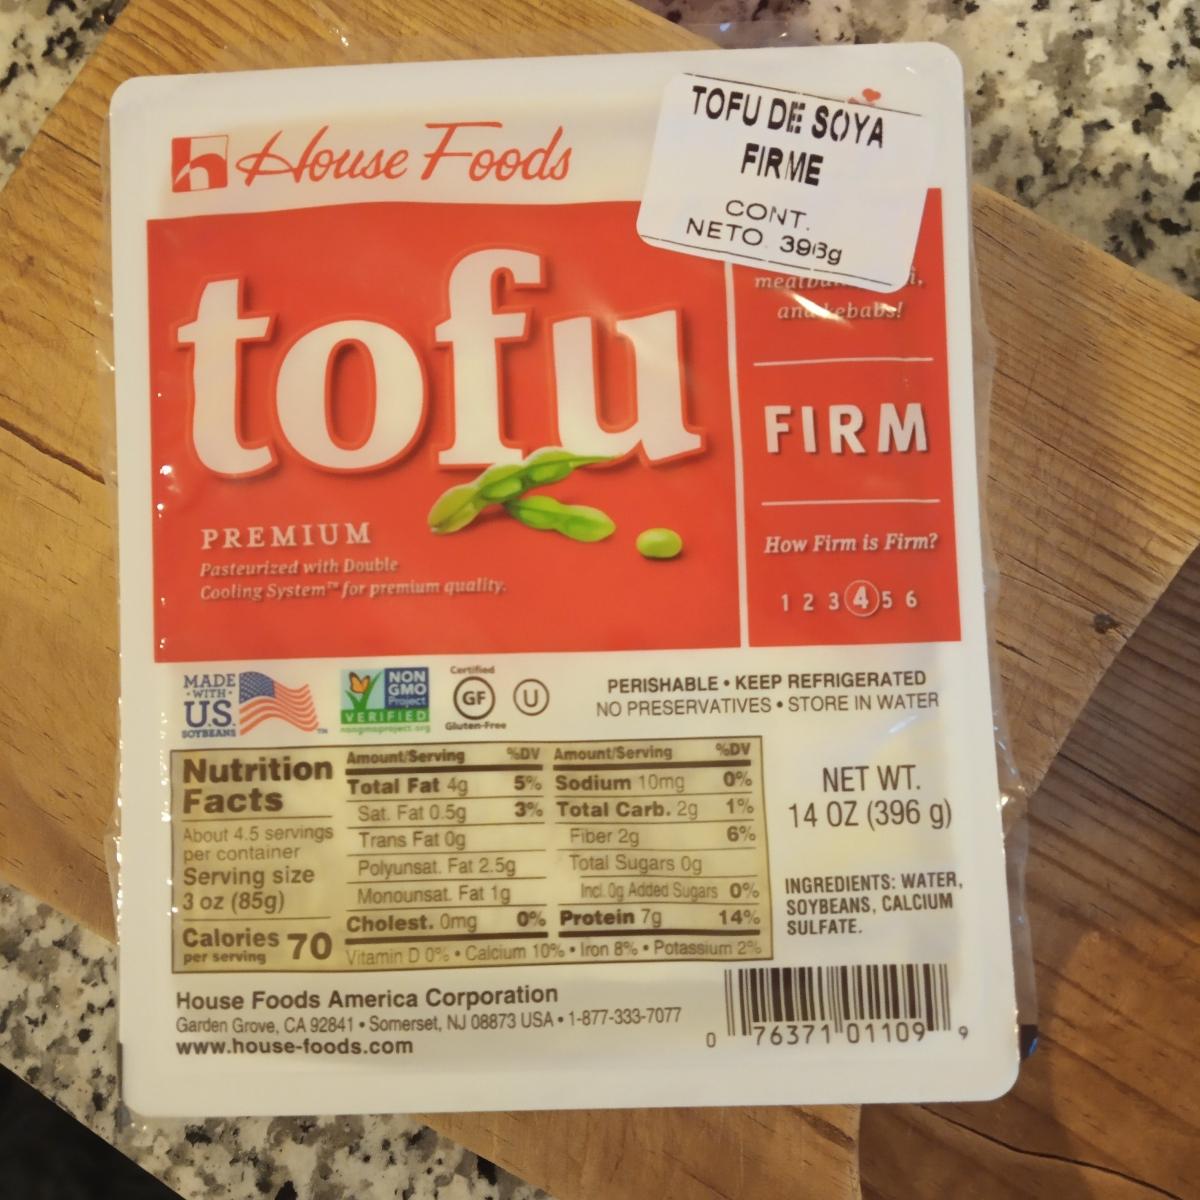 House Foods
TOFU DE SOYA
FIRME
CONT.
NETO. 396g
tofu
and kebabs!
FIRM
How Firm is Firm?
1 2 3 4 5 6
PREMIUM
Pasteurized with Double
Cooling System™ for premium quality.
MADE
WITH
U.S.
SOYBEANS
NON
GMO
Project
VERIFIED
nongmoproject.org
Certified
GF
Gluten-Free
U
PERISHABLE • KEEP REFRIGERATED
NO PRESERVATIVES • STORE IN WATER
Nutrition
Facts
About 4.5 servings
per container
Serving size
3 oz (85g)
Calories 70
per serving
Amount/Serving %DV
Total Fat 4g 5%
Sat. Fat 0.5g 3%
Trans Fat 0g
Polyunsat. Fat 2.5g
Monounsat. Fat 1g
Cholest. 0mg 0%
Amount/Serving %DV
Sodium 10mg 0%
Total Carb. 2g 1%
Fiber 2g 6%
Total Sugars 0g
Incl. 0g Added Sugars 0%
Protein 7g 14%
Vitamin D 0% • Calcium 10% • Iron 8% • Potassium 2%
NET WT.
14 OZ (396 g)
INGREDIENTS: WATER,
SOYBEANS, CALCIUM
SULFATE.
House Foods America Corporation
Garden Grove, CA 92841 • Somerset, NJ 08873 USA • 1-877-333-7077
www.house-foods.com
0 76371 01109 9